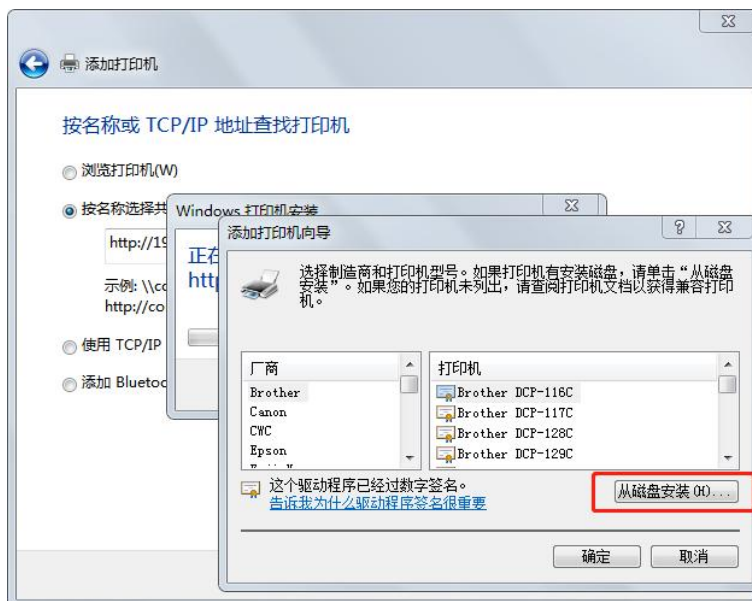 添加打印机
按名称或 TCP/IP 地址查找打印机
浏览打印机(W)
按名称选择共
http://19
示例: \\co
http://co
使用 TCP/IP
添加 Bluetoo
Windows 打印机安装
正在
http
添加打印机向导
选择制造商和打印机型号。如果打印机有安装磁盘，请单击“从磁盘
安装”。如果您的打印机未列出，请查阅打印机文档以获得兼容打印
机。
厂商
Brother
Canon
CWC
Epson
打印机
Brother DCP-116C
Brother DCP-117C
Brother DCP-128C
Brother DCP-129C
这个驱动程序已经过数字签名。
告诉我为什么驱动程序签名很重要
从磁盘安装(H)...
确定
取消